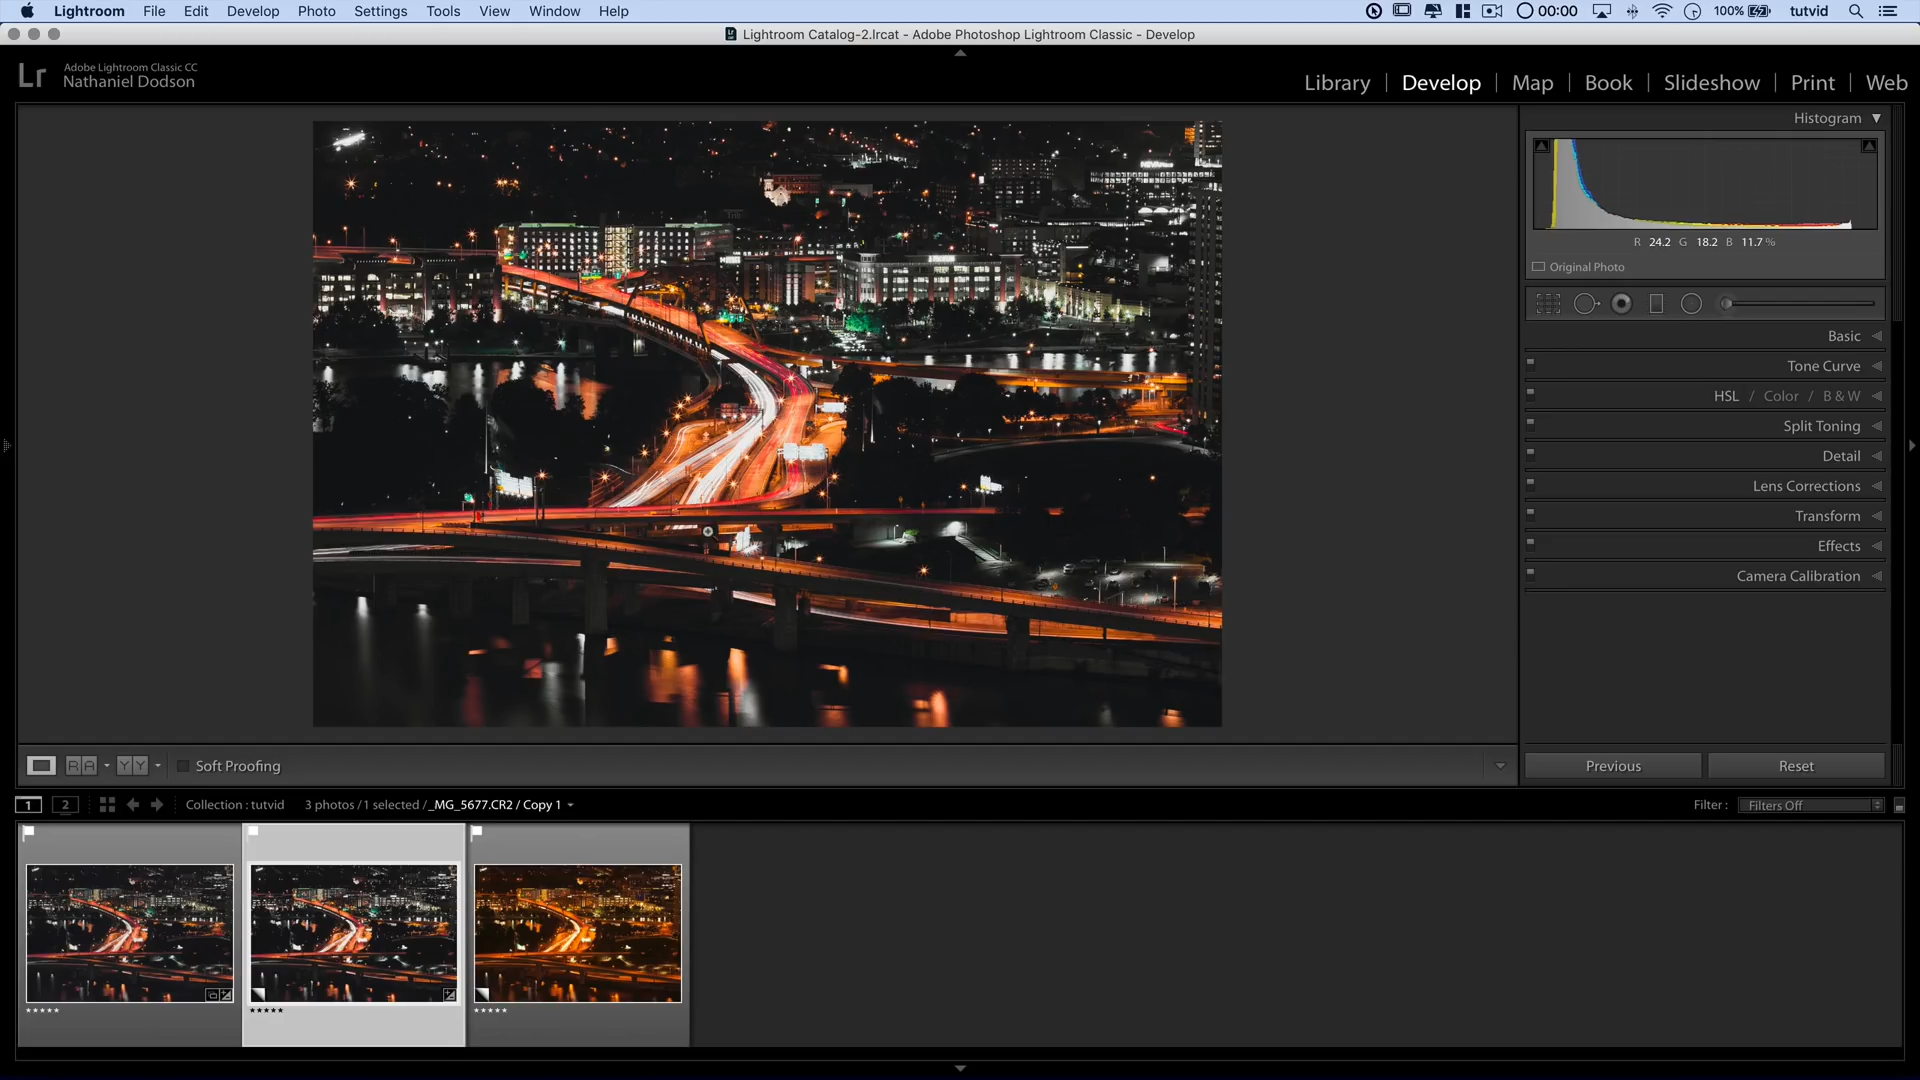 Lightroom File Edit Develop Photo Settings Tools View Window Help 00:00 100% tutvid
Lightroom Catalog-2.lrcat - Adobe Photoshop Lightroom Classic - Develop
Lr Adobe Lightroom Classic CC
Nathaniel Dodson
Library | Develop | Map | Book | Slideshow | Print | Web
Histogram
R 24.2 G 18.2 B 11.7 %
Original Photo
Basic
Tone Curve
HSL / Color / B & W
Split Toning
Detail
Lens Corrections
Transform
Effects
Camera Calibration
R A Y Y Soft Proofing
Previous Reset
1 2 Collection : tutvid 3 photos / 1 selected / _MG_5677.CR2 / Copy 1 Filter : Filters Off